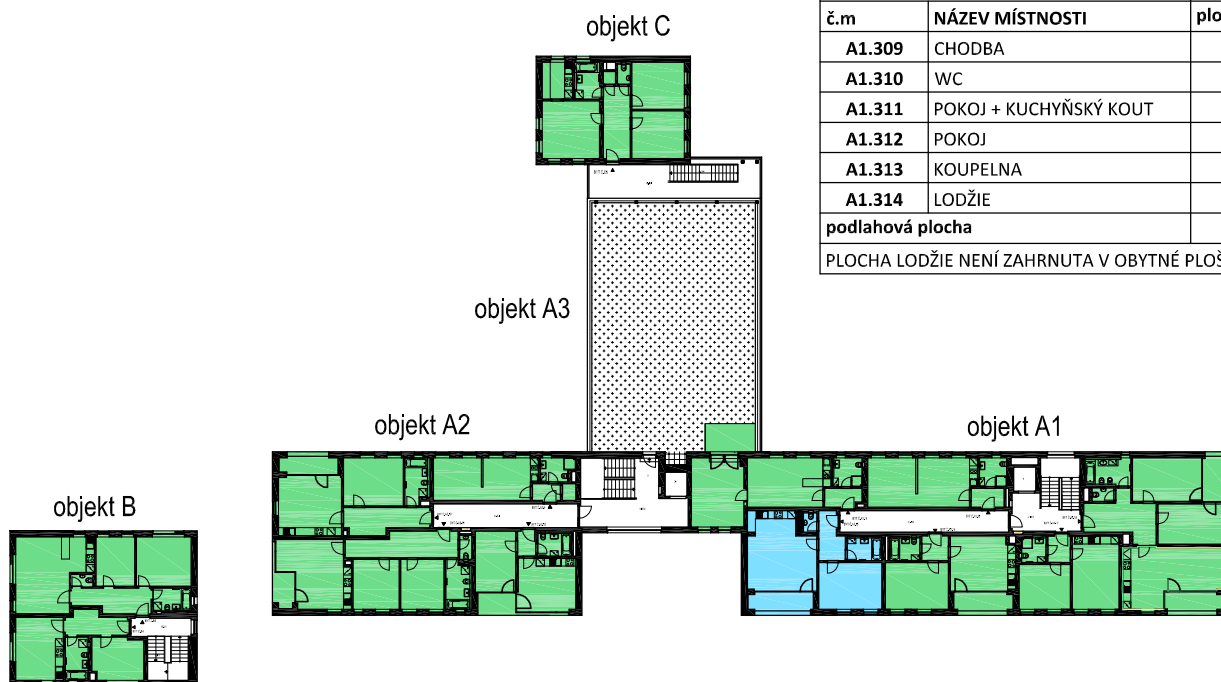 objekt C
č.m NÁZEV MÍSTNOSTI plo
A1.309 CHODBA
A1.310 WC
A1.311 POKOJ + KUCHYŇSKÝ KOUT
A1.312 POKOJ
A1.313 KOUPELNA
A1.314 LODŽIE
podlahová plocha
PLOCHA LODŽIE NENÍ ZAHRNUTA V OBYTNÉ PLOŠ
objekt A3
objekt A2
objekt A1
objekt B